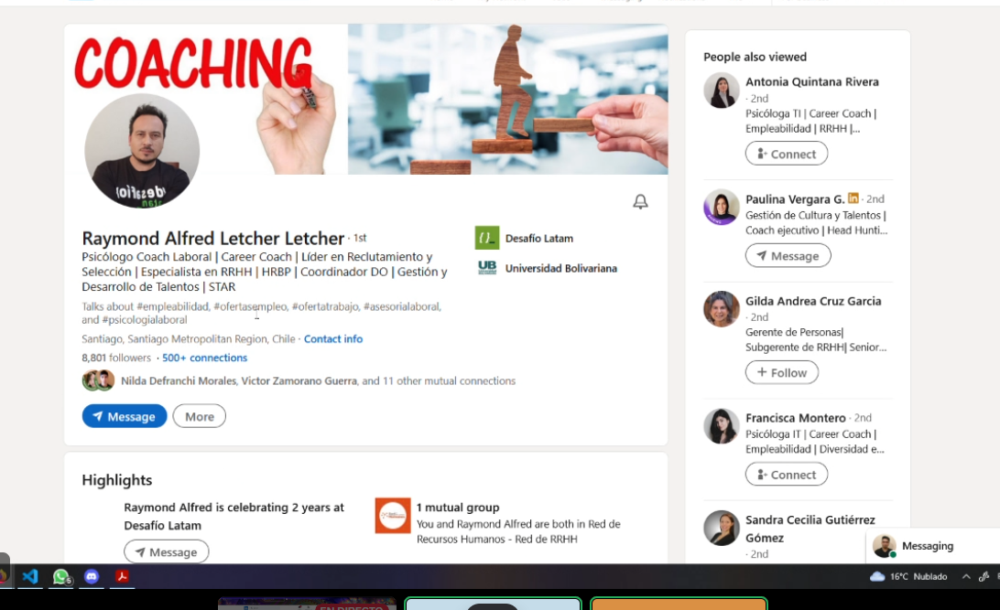 COACHING
desafío)
latam
Raymond Alfred Letcher Letcher · 1st
Psicólogo Coach Laboral | Career Coach | Líder en Reclutamiento y
Selección | Especialista en RRHH | HRBP | Coordinador DO | Gestión y
Desarrollo de Talentos | STAR
Talks about #empleabilidad, #ofertasempleo, #ofertatrabajo, #asesorialaboral,
and #psicologialaboral
Santiago, Santiago Metropolitan Region, Chile · Contact info
8,801 followers · 500+ connections
Nilda Defranchi Morales, Victor Zamorano Guerra, and 11 other mutual connections
Message
More
{}_ Desafío Latam
UB Universidad Bolivariana
Highlights
Raymond Alfred is celebrating 2 years at
Desafío Latam
Message
1 mutual group
You and Raymond Alfred are both in Red de
Recursos Humanos - Red de RRHH
People also viewed
Antonia Quintana Rivera
· 2nd
Psicóloga TI | Career Coach |
Empleabilidad | RRHH |...
Connect
Paulina Vergara G. in · 2nd
Gestión de Cultura y Talentos |
Coach ejecutivo | Head Hunti...
Message
Gilda Andrea Cruz Garcia
· 2nd
Gerente de Personas|
Subgerente de RRHH| Senior...
Follow
Francisca Montero · 2nd
Psicóloga IT | Career Coach |
Empleabilidad | Diversidad e...
Connect
Sandra Cecilia Gutiérrez
Gómez
· 2nd
Messaging
6
16°C Nublado
EN DIRECTO